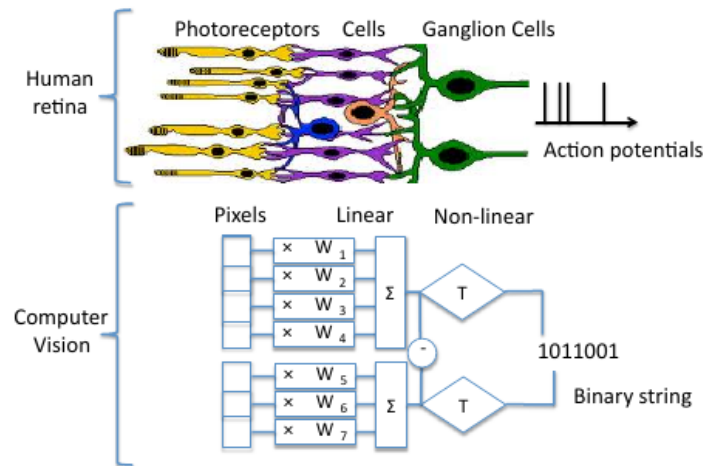 Photoreceptors Cells Ganglion Cells
Human
retina
Action potentials
Pixels Linear Non-linear
× W 1
× W 2
× W 3
× W 4
Σ
T
Computer
Vision
-
1011001
× W 5
× W 6
× W 7
Σ
T
Binary string